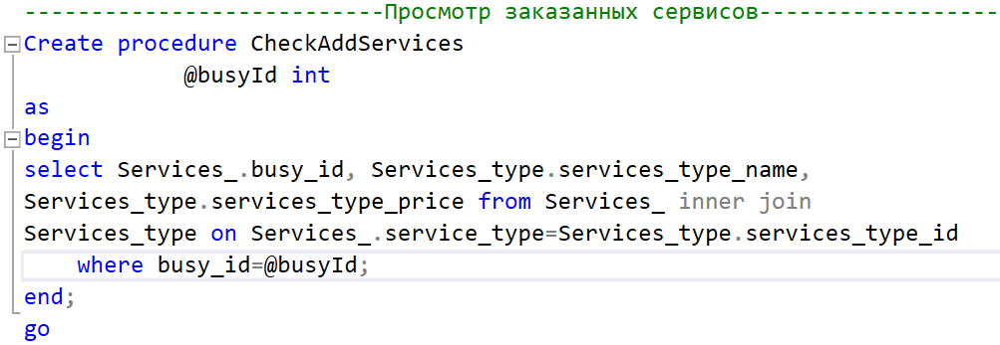 ---------------------------Просмотр заказанных сервисов------------------
Create procedure CheckAddServices
@busyId int
as
begin
select Services_.busy_id, Services_type.services_type_name,
Services_type.services_type_price from Services_ inner join
Services_type on Services_.service_type=Services_type.services_type_id
where busy_id=@busyId;
end;
go